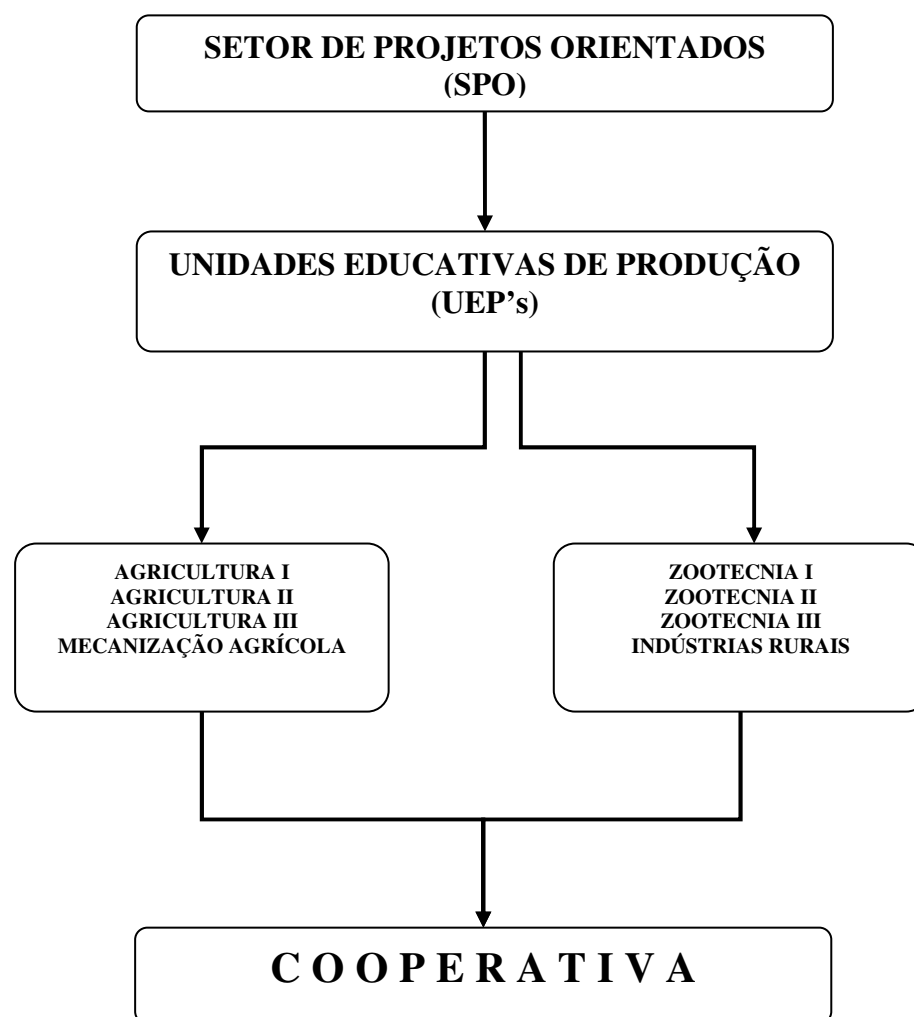 SETOR DE PROJETOS ORIENTADOS
(SPO)
UNIDADES EDUCATIVAS DE PRODUÇÃO
(UEP’s)
AGRICULTURA I
AGRICULTURA II
AGRICULTURA III
MECANIZAÇÃO AGRÍCOLA
ZOOTECNIA I
ZOOTECNIA II
ZOOTECNIA III
INDÚSTRIAS RURAIS
C O O P E R A T I V A